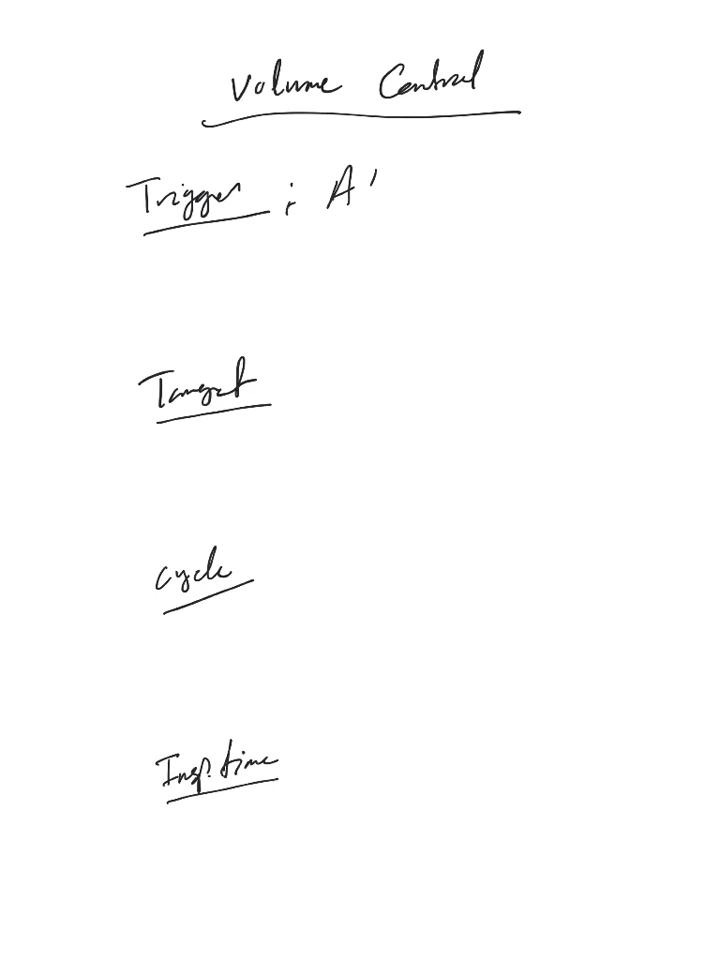 Volume Control
Trigger : A'
Target
Cycle
Insp. time